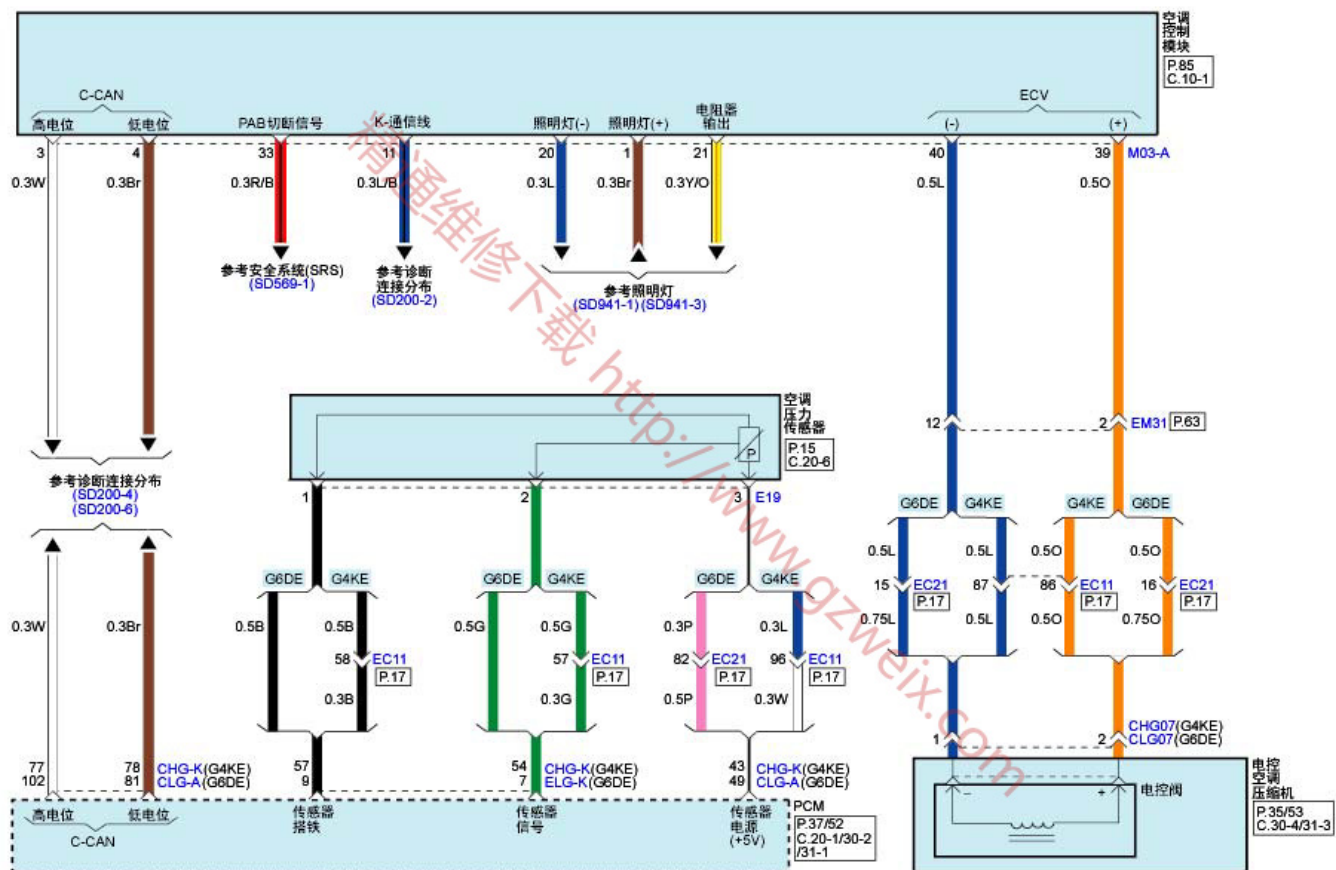 空调
控制
模块
P.85
C.10-1
C-CAN
ECV
高电位 低电位 PAB切断信号 K-通信线 照明灯(-) 照明灯(+) 电阻器
输出
(-) (+)
3 4 33 11 20 1 21 40 39 M03-A
0.3W 0.3Br 0.3R/B 0.3L/B 0.3L 0.3Br 0.3Y/O 0.5L 0.5O
参考安全系统(SRS)
(SD569-1)
参考诊断
连接分布
(SD200-2)
参考照明灯
(SD941-1)(SD941-3)
空调
压力
传感器
P.15
C.20-6
P
12 2 EM31 P.63
参考诊断连接分布
(SD200-4)
(SD200-6)
1 2 3 E19
G6DE G4KE G4KE G6DE
0.5L 0.5L 0.5O 0.5O
15 EC21 87 86 EC11 16 EC21
P.17 P.17 P.17
0.75L 0.5L 0.5O 0.75O
G6DE G4KE G6DE G4KE G6DE G4KE
0.3W 0.3Br 0.5B 0.5B 0.5G 0.5G 0.3P 0.3L
58 EC11 57 EC11 82 EC21 96 EC11
P.17 P.17 P.17 P.17
0.3B 0.3G 0.5P 0.3W
1 2 CHG07(G4KE)
CLG07(G6DE)
77 78 CHG-K(G4KE) 57 54 CHG-K(G4KE) 43 CHG-K(G4KE)
102 81 CLG-A(G6DE) 9 7 ELG-K(G6DE) 49 CLG-A(G6DE)
高电位 低电位
C-CAN
传感器
搭铁
传感器
信号
传感器
电源
(+5V)
PCM
P.37/52
C.20-1/30-2
/31-1
- + 电控阀
电控
空调
压缩机
P.35/53
C.30-4/31-3
精通维修下载 http://www.gzweix.com